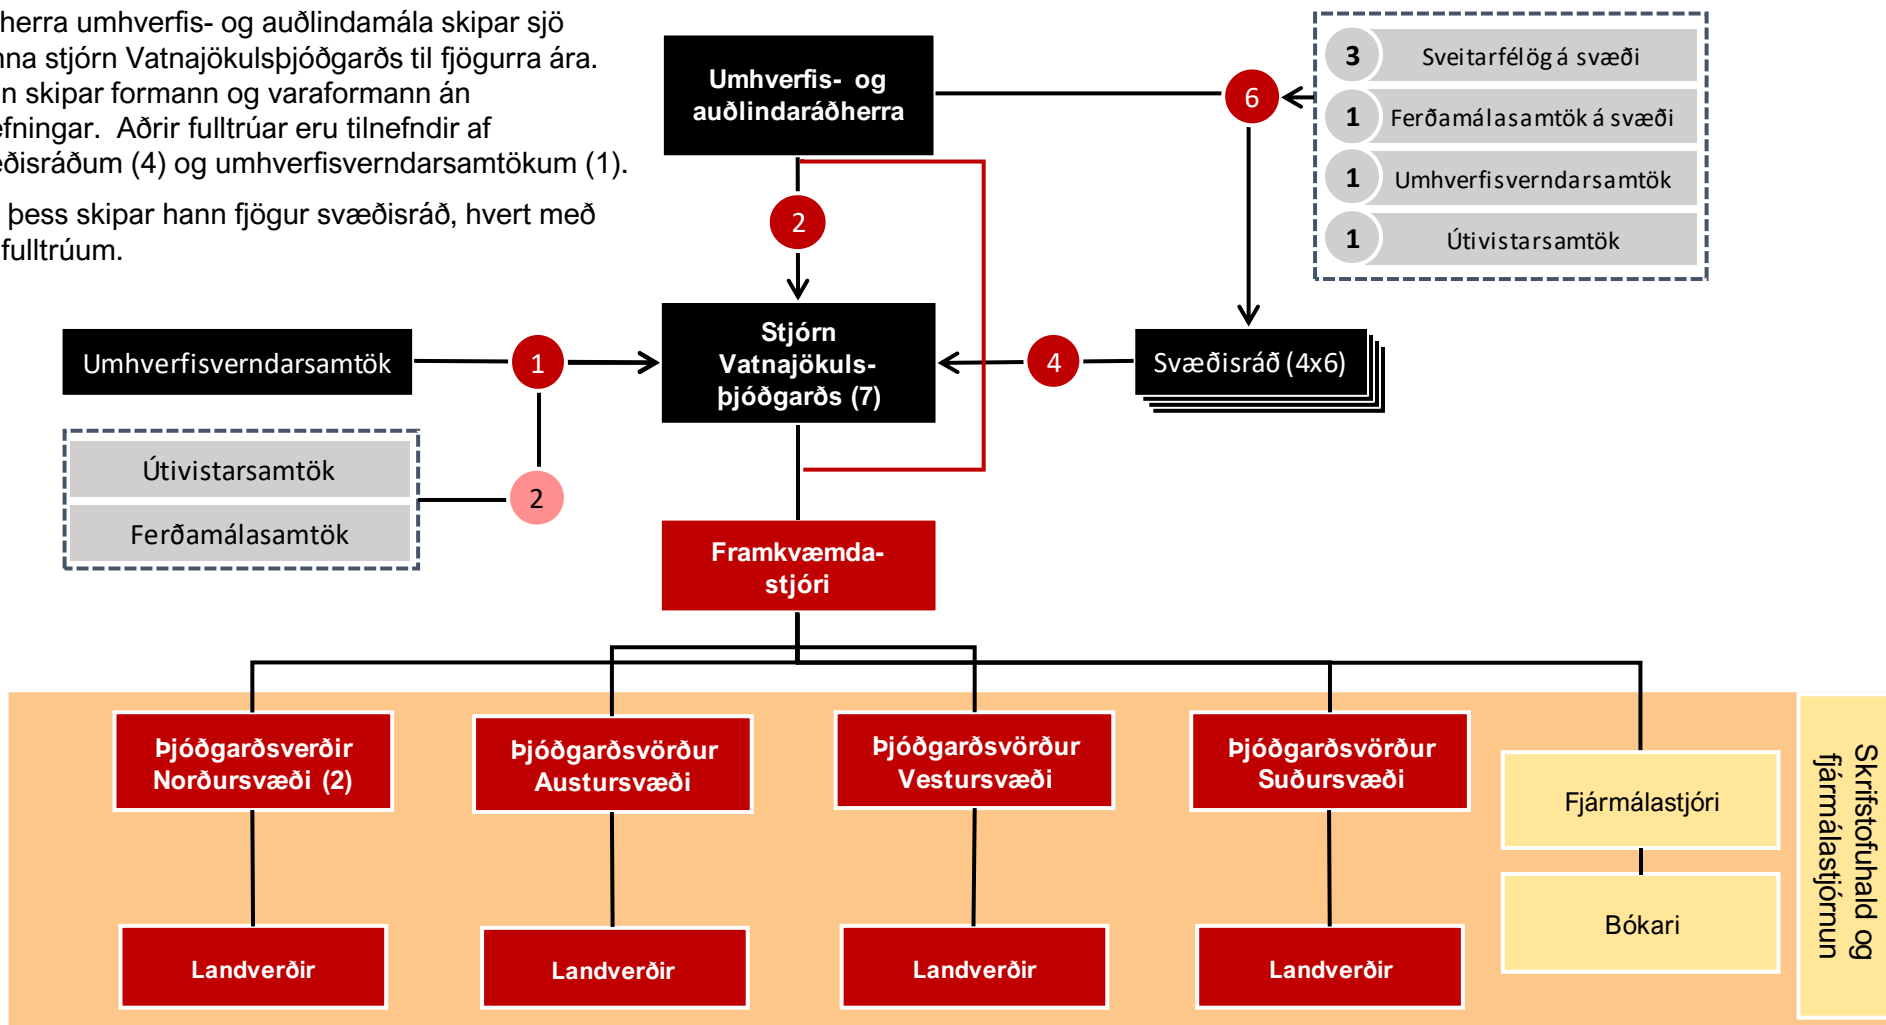 herra umhverfis- og auðlindamála skipar sjö
nna stjórn Vatnajökulsþjóðgarðs til fjögurra ára.
n skipar formann og varaformann án
efningar. Aðrir fulltrúar eru tilnefndir af
æðisráðum (4) og umhverfisverndarsamtökum (1).
þess skipar hann fjögur svæðisráð, hvert með
fulltrúum.
Umhverfis- og
auðlindaráðherra
6
3 Sveitarfélög á svæði
1 Ferðamálasamtök á svæði
1 Umhverfisverndarsamtök
1 Útivistarsamtök
2
Umhverfisverndarsamtök
1
Stjórn
Vatnajökuls-
þjóðgarðs (7)
4
Svæðisráð (4x6)
Útivistarsamtök
Ferðamálasamtök
2
Framkvæmda-
stjóri
Þjóðgarðsverðir
Norðursvæði (2)
Þjóðgarðsvörður
Austursvæði
Þjóðgarðsvörður
Vestursvæði
Þjóðgarðsvörður
Suðursvæði
Fjármálastjóri
Bókari
Landverðir
Landverðir
Landverðir
Landverðir
Skrifstofuhald og
fjármálastjórnun